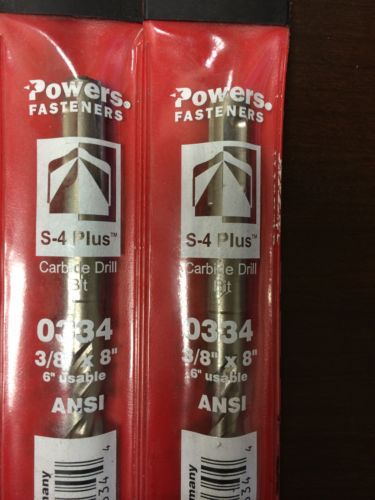 Powers.
FASTENERS
S-4 Plus™
Carbide Drill
Bit
0334
3/8" x 8"
6" usable
ANSI
Powers.
FASTENERS
S-4 Plus™
Carbide Drill
Bit
0334
3/8" x 8"
6" usable
ANSI